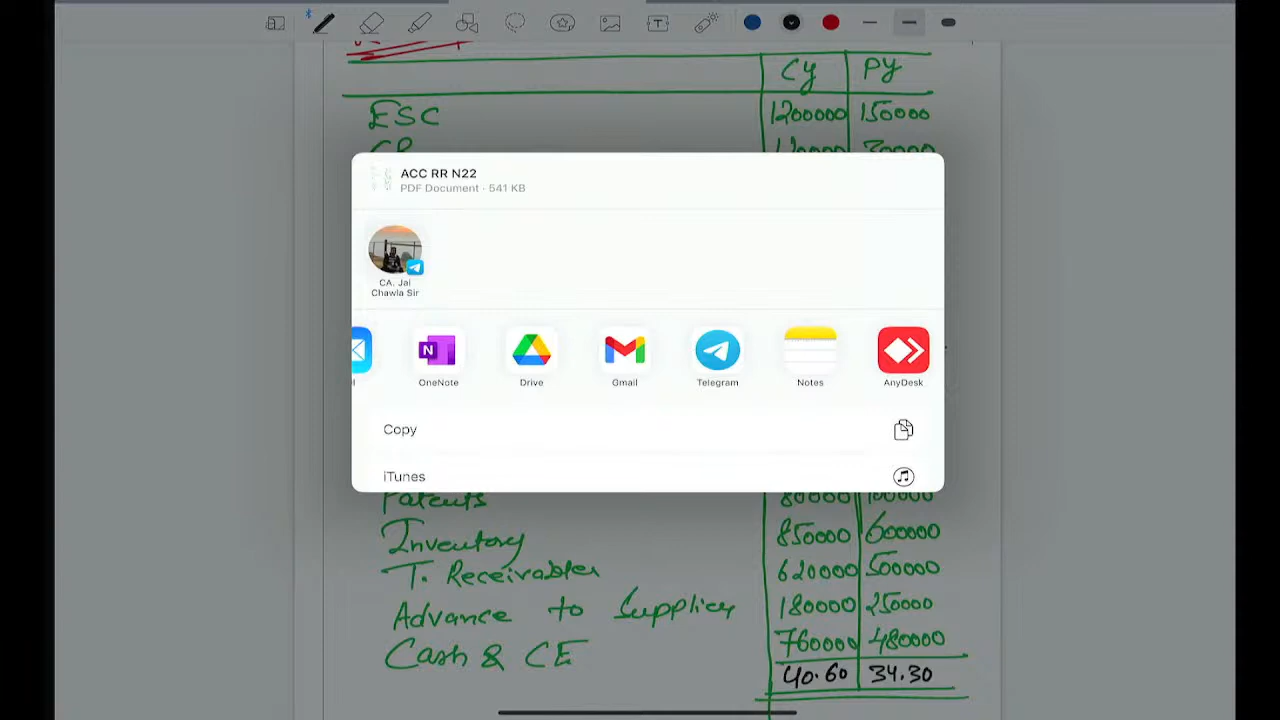 T
CY PY
ESC 1200000 150000
ACC RR N22
PDF Document · 541 KB
CA. Jai
Chawla Sir
OneNote Drive Gmail Telegram Notes AnyDesk
Copy
iTunes
Patents 80000 100000
Inventory 850000 600000
T. Receivables 620000 500000
Advance to Supplier 180000 250000
Cash & CE 760000 480000
40.60 34.30